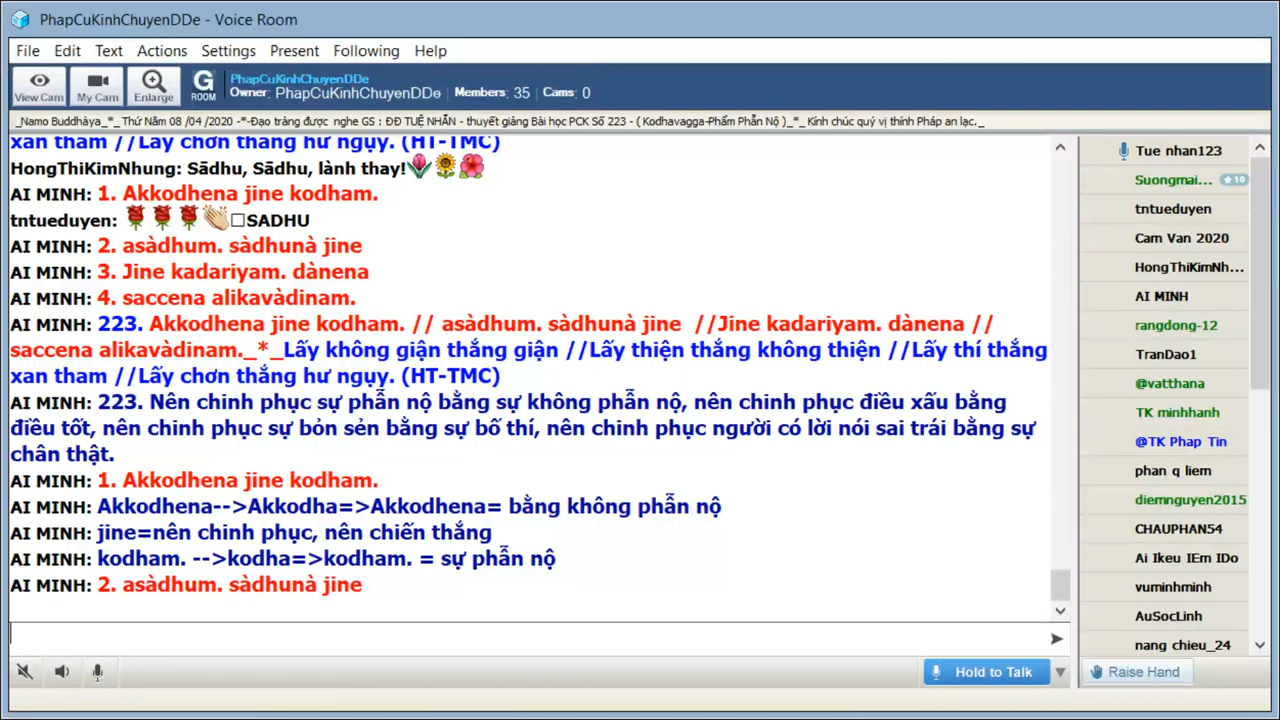 PhapCuKinhChuyenDDe - Voice Room
File Edit Text Actions Settings Present Following Help
View Cam My Cam Enlarge G ROOM
PhapCuKinhChuyenDDe
Owner: PhapCuKinhChuyenDDe Members: 35 Cams: 0
_Namo Buddhàya_*_ Thứ Năm 08 /04 /2020 -*-Đạo tràng được nghe GS : ĐĐ TUỆ NHẪN - thuyết giảng Bài học PCK Số 223 - ( Kodhavagga-Phẩm Phẫn Nộ )_*_ Kính chúc quý vị thính Pháp an lạc._
xan tham //Lấy chơn thắng hư ngụy. (HT-TMC)
HongThiKimNhung: Sādhu, Sādhu, lành thay!🌷🌻🌺
AI MINH: 1. Akkodhena jine kodham.
tntueduyen: 🌹🌹🌹👏□SADHU
AI MINH: 2. asàdhum. sàdhunà jine
AI MINH: 3. Jine kadariyam. dànena
AI MINH: 4. saccena alikavàdinam.
AI MINH: 223. Akkodhena jine kodham. // asàdhum. sàdhunà jine //Jine kadariyam. dànena //
saccena alikavàdinam._*_Lấy không giận thắng giận //Lấy thiện thắng không thiện //Lấy thí thắng
xan tham //Lấy chơn thắng hư ngụy. (HT-TMC)
AI MINH: 223. Nên chinh phục sự phẫn nộ bằng sự không phẫn nộ, nên chinh phục điều xấu bằng
điều tốt, nên chinh phục sự bỏn sẻn bằng sự bố thí, nên chinh phục người có lời nói sai trái bằng sự
chân thật.
AI MINH: 1. Akkodhena jine kodham.
AI MINH: Akkodhena-->Akkodha=>Akkodhena= bằng không phẫn nộ
AI MINH: jine=nên chinh phục, nên chiến thắng
AI MINH: kodham. -->kodha=>kodham. = sự phẫn nộ
AI MINH: 2. asàdhum. sàdhunà jine
Tue nhan123
Suongmai... ★10
tntueduyen
Cam Van 2020
HongThiKimNh...
AI MINH
rangdong-12
TranDao1
@vatthana
TK minhhanh
@TK Phap Tin
phan q liem
diemnguyen2015
CHAUPHAN54
Ai Ikeu IEm IDo
vuminhminh
AuSocLinh
nang chieu_24
Hold to Talk
Raise Hand